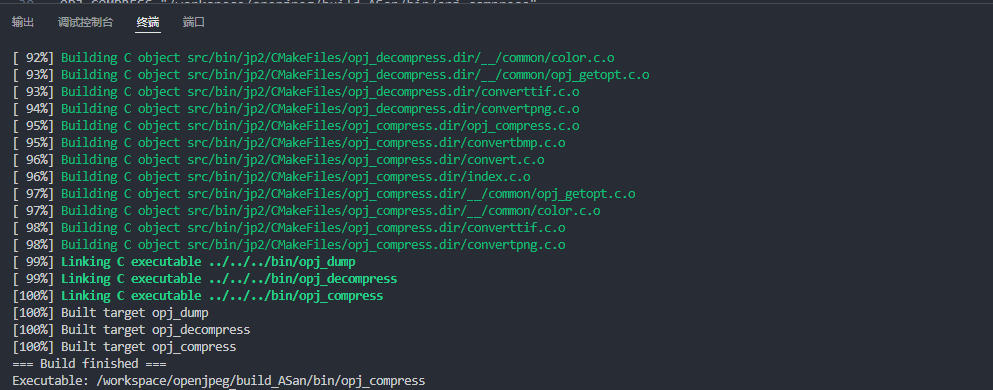 输出 调试控制台 终端 端口
[ 92%] Building C object src/bin/jp2/CMakeFiles/opj_decompress.dir/__/common/color.c.o
[ 93%] Building C object src/bin/jp2/CMakeFiles/opj_decompress.dir/__/common/opj_getopt.c.o
[ 93%] Building C object src/bin/jp2/CMakeFiles/opj_decompress.dir/converttif.c.o
[ 94%] Building C object src/bin/jp2/CMakeFiles/opj_decompress.dir/convertpng.c.o
[ 95%] Building C object src/bin/jp2/CMakeFiles/opj_compress.dir/opj_compress.c.o
[ 95%] Building C object src/bin/jp2/CMakeFiles/opj_compress.dir/convertbmp.c.o
[ 96%] Building C object src/bin/jp2/CMakeFiles/opj_compress.dir/convert.c.o
[ 96%] Building C object src/bin/jp2/CMakeFiles/opj_compress.dir/index.c.o
[ 97%] Building C object src/bin/jp2/CMakeFiles/opj_compress.dir/__/common/opj_getopt.c.o
[ 97%] Building C object src/bin/jp2/CMakeFiles/opj_compress.dir/__/common/color.c.o
[ 98%] Building C object src/bin/jp2/CMakeFiles/opj_compress.dir/converttif.c.o
[ 98%] Building C object src/bin/jp2/CMakeFiles/opj_compress.dir/convertpng.c.o
[ 99%] Linking C executable ../../../bin/opj_dump
[ 99%] Linking C executable ../../../bin/opj_decompress
[100%] Linking C executable ../../../bin/opj_compress
[100%] Built target opj_dump
[100%] Built target opj_decompress
[100%] Built target opj_compress
=== Build finished ===
Executable: /workspace/openjpeg/build_ASan/bin/opj_compress